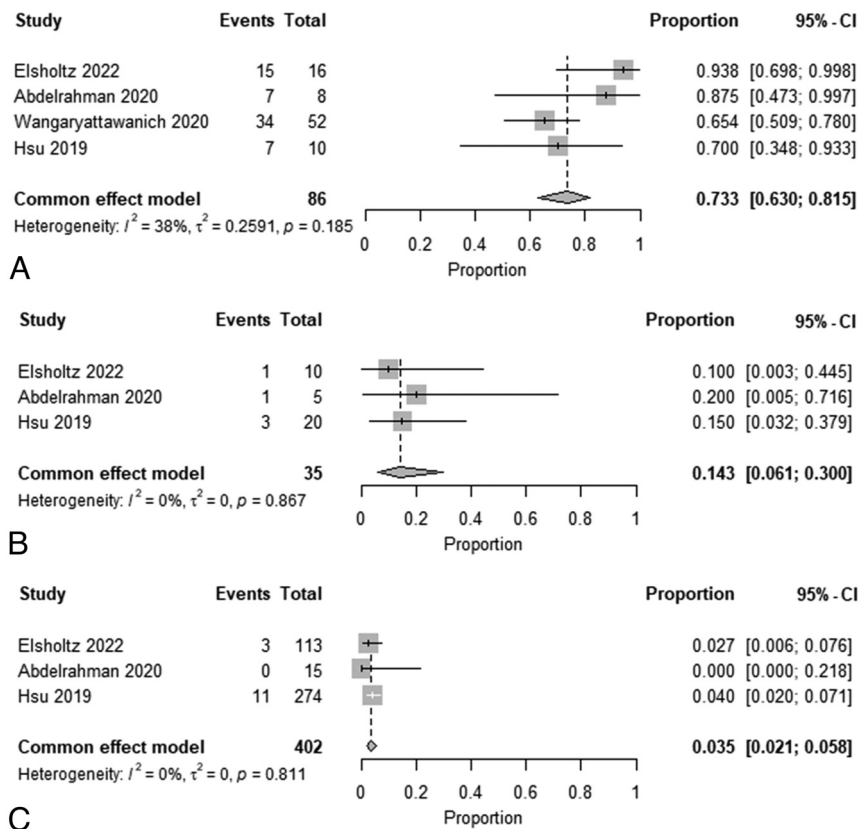 Study Events Total Proportion 95% - CI
Elsholtz 2022 15 16 0.938 [0.698; 0.998]
Abdelrahman 2020 7 8 0.875 [0.473; 0.997]
Wangaryattawanich 2020 34 52 0.654 [0.509; 0.780]
Hsu 2019 7 10 0.700 [0.348; 0.933]
Common effect model 86 0.733 [0.630; 0.815]
Heterogeneity: I² = 38%, τ² = 0.2591, p = 0.185
0 0.2 0.4 0.6 0.8 1
Proportion
A
Study Events Total Proportion 95% - CI
Elsholtz 2022 1 10 0.100 [0.003; 0.445]
Abdelrahman 2020 1 5 0.200 [0.005; 0.716]
Hsu 2019 3 20 0.150 [0.032; 0.379]
Common effect model 35 0.143 [0.061; 0.300]
Heterogeneity: I² = 0%, τ² = 0, p = 0.867
0 0.2 0.4 0.6 0.8 1
Proportion
B
Study Events Total Proportion 95% - CI
Elsholtz 2022 3 113 0.027 [0.006; 0.076]
Abdelrahman 2020 0 15 0.000 [0.000; 0.218]
Hsu 2019 11 274 0.040 [0.020; 0.071]
Common effect model 402 0.035 [0.021; 0.058]
Heterogeneity: I² = 0%, τ² = 0, p = 0.811
0 0.2 0.4 0.6 0.8 1
Proportion
C